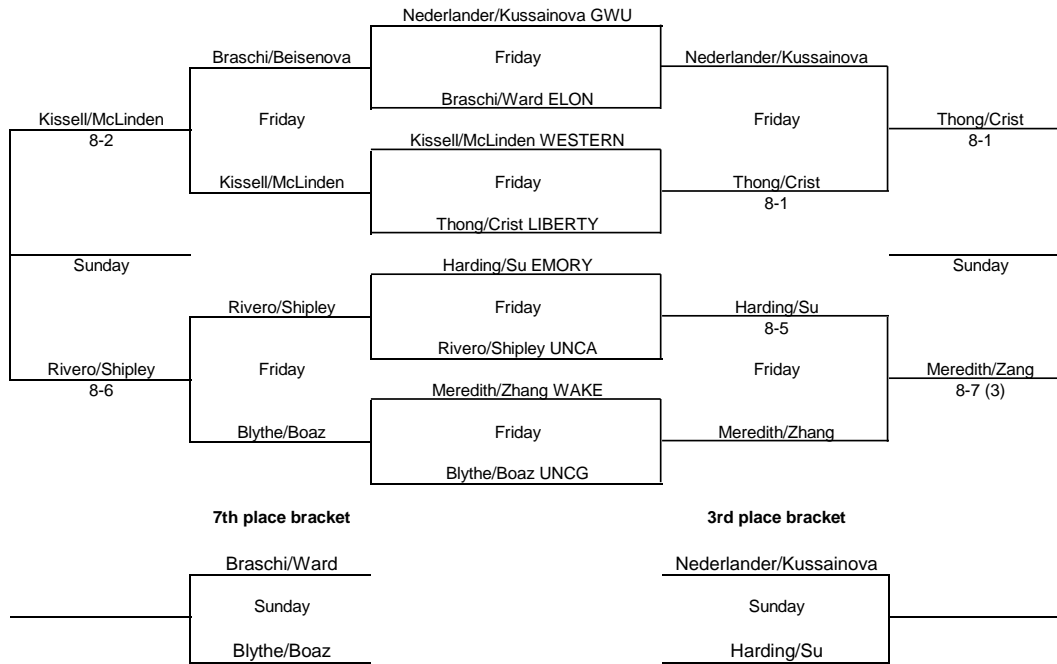 Nederlander/Kussainova GWU
Braschi/Beisenova Friday Nederlander/Kussainova
Braschi/Ward ELON
Kissell/McLinden Friday Friday Thong/Crist
8-2 Kissell/McLinden WESTERN 8-1
Kissell/McLinden Friday Thong/Crist
8-1
Thong/Crist LIBERTY
Sunday Harding/Su EMORY Sunday
Rivero/Shipley Friday Harding/Su
8-5
Rivero/Shipley UNCA
Rivero/Shipley Friday Friday Meredith/Zang
8-6 Meredith/Zhang WAKE 8-7 (3)
Blythe/Boaz Friday Meredith/Zhang
Blythe/Boaz UNCG
7th place bracket 3rd place bracket
Braschi/Ward Nederlander/Kussainova
Sunday Sunday
Blythe/Boaz Harding/Su